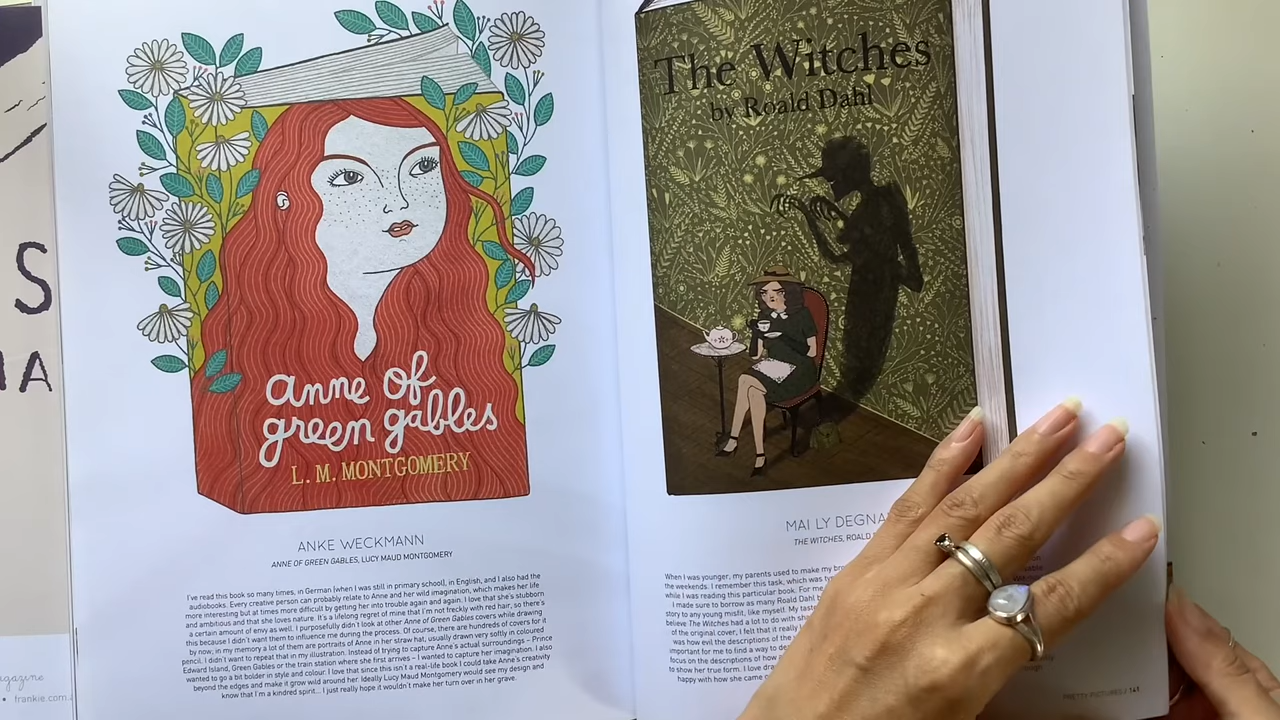 S
agazine
frankie.com.
anne of
green gables
L. M. MONTGOMERY
ANKE WECKMANN
ANNE OF GREEN GABLES, LUCY MAUD MONTGOMERY
I've read this book so many times, in German (when I was still in primary school), in English, and I also had the
audiobooks. Every creative person can probably relate to Anne and her wild imagination, which makes her life
more interesting but at times more difficult by getting her into trouble again and again. I love that she's stubborn
and ambitious and that she loves nature. It's a lifelong regret of mine that I'm not freckly with red hair, so there's
a certain amount of envy as well. I purposefully didn't look at other Anne of Green Gables covers while drawing
this because I didn't want them to influence me during the process. Of course, there are hundreds of covers for it
by now; in my memory a lot of them are portraits of Anne in her straw hat, usually drawn very softly in coloured
pencil. I didn't want to repeat that in my illustration. Instead of trying to capture Anne's actual surroundings – Prince
Edward Island, Green Gables or the train station where she first arrives – I wanted to capture her imagination. I also
wanted to go a bit bolder in style and colour. I love that since this isn't a real-life book I could take Anne's creativity
beyond the edges and make it grow wild around her. Ideally Lucy Maud Montgomery would see my design and
know that I'm a kindred spirit... I just really hope it wouldn't make her turn over in her grave.
The Witches
by Roald Dahl
MAI LY DEGNA
THE WITCHES, ROALD
When I was younger, my parents used to make my bro
the weekends. I remember this task, which was typ
while I was reading this particular book. For me
I made sure to borrow as many Roald Dahl b
story to any young misfit, like myself. My tast
believe The Witches had a lot to do with sha
of the original cover, I felt that it really
was how evil the descriptions of the
important for me to find a way to de
focus on the descriptions of how
to show her true form. I love dra
happy with how she came o
PRETTY PICTURES // 141